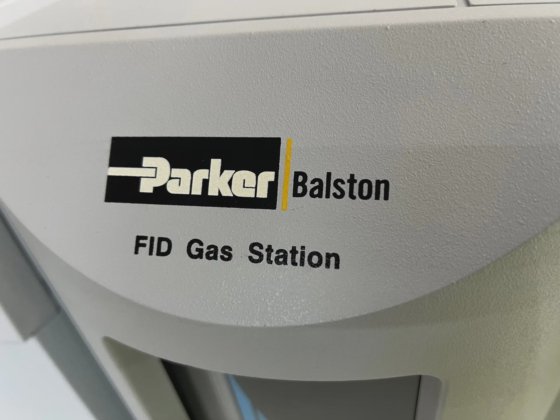 Parker Balston
FID Gas Station